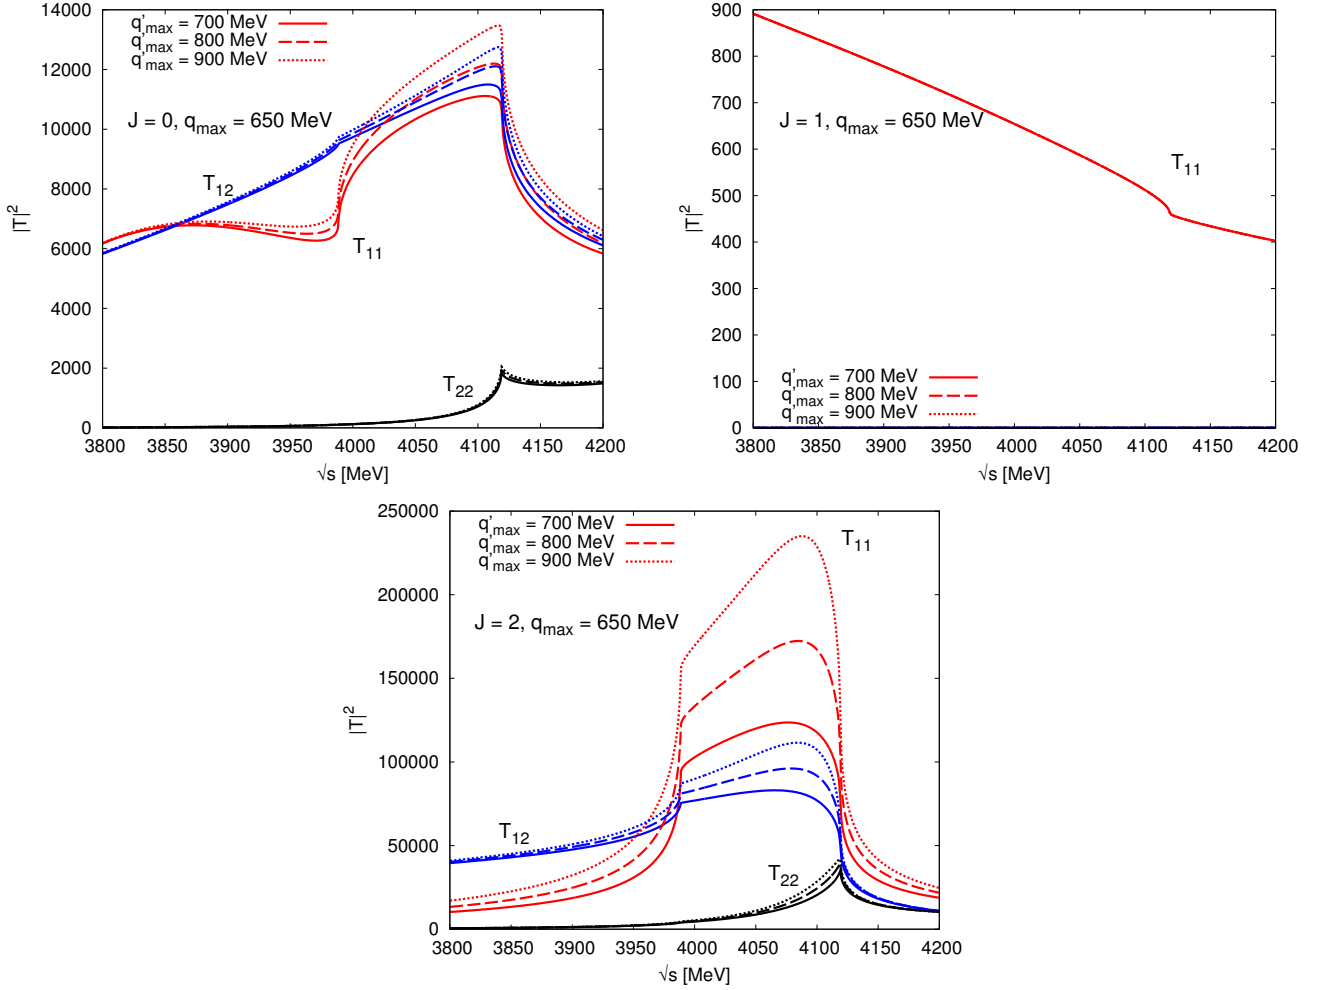 q'max = 700 MeV
q'max = 800 MeV
q'max = 900 MeV
J = 0, qmax = 650 MeV
T12
T11
T22
|T|²
14000
12000
10000
8000
6000
4000
2000
0
3800 3850 3900 3950 4000 4050 4100 4150 4200
√s [MeV]
900
800
700
600
500
400
300
200
100
0
J = 1, qmax = 650 MeV
T11
|T|²
q'max = 700 MeV
q'max = 800 MeV
q'max = 900 MeV
3800 3850 3900 3950 4000 4050 4100 4150 4200
√s [MeV]
250000
200000
150000
100000
50000
0
q'max = 700 MeV
q'max = 800 MeV
q'max = 900 MeV
T11
J = 2, qmax = 650 MeV
|T|²
T12
T22
3800 3850 3900 3950 4000 4050 4100 4150 4200
√s [MeV]